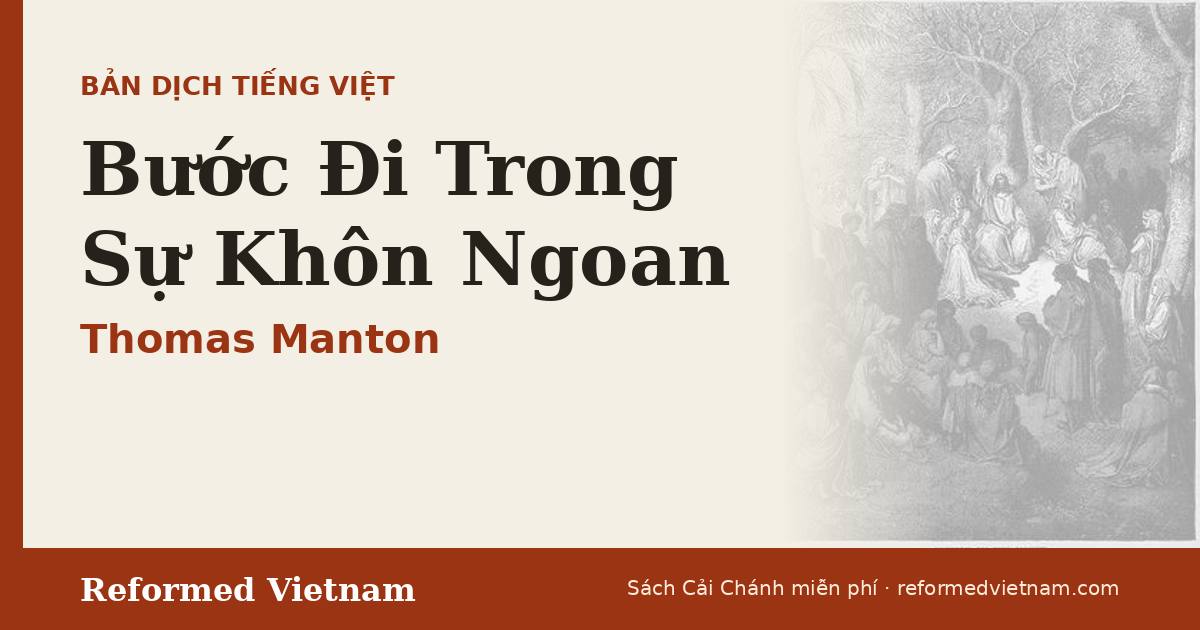 BẢN DỊCH TIẾNG VIỆT
Bước Đi Trong
Sự Khôn Ngoan
Thomas Manton
Reformed Vietnam
Sách Cải Chánh miễn phí · reformedvietnam.com